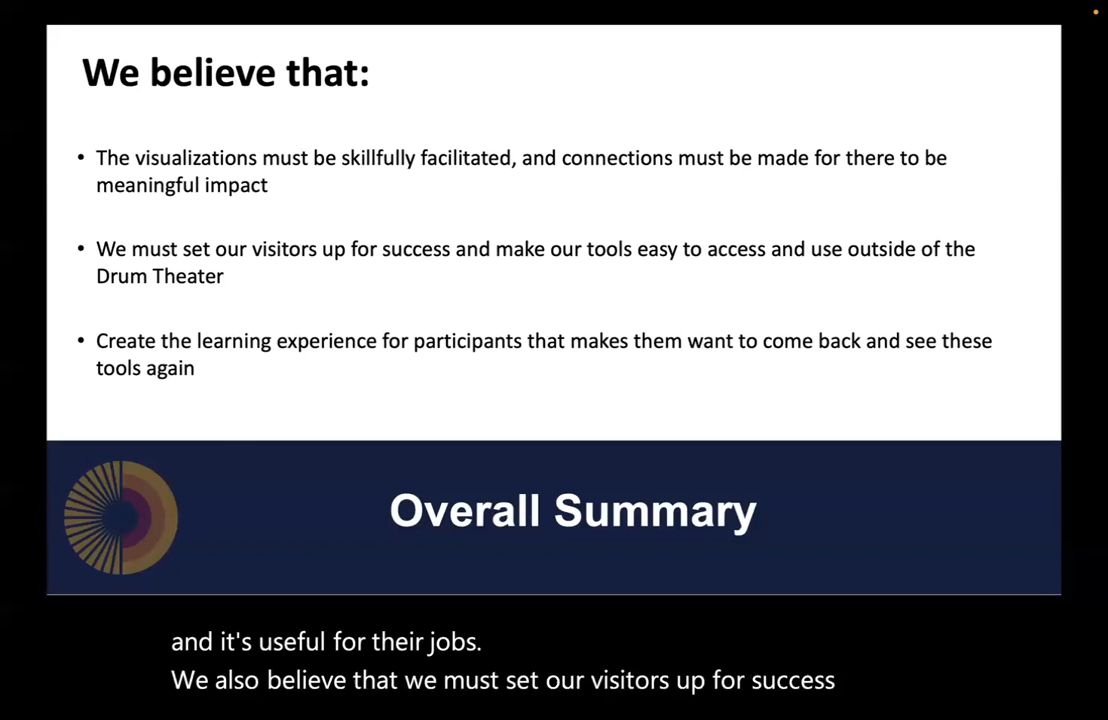 We believe that:
• The visualizations must be skillfully facilitated, and connections must be made for there to be
meaningful impact
• We must set our visitors up for success and make our tools easy to access and use outside of the
Drum Theater
• Create the learning experience for participants that makes them want to come back and see these
tools again
Overall Summary
and it's useful for their jobs.
We also believe that we must set our visitors up for success